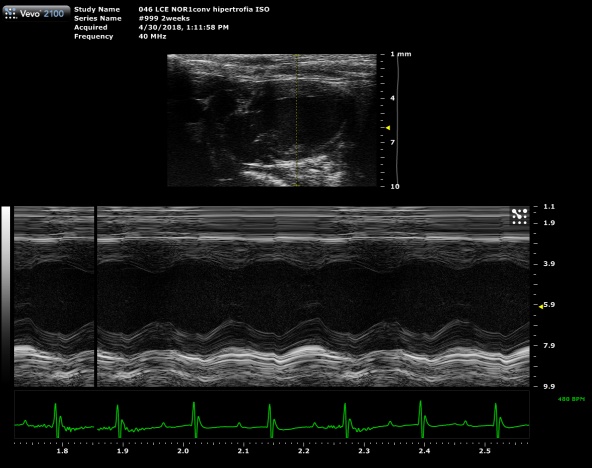 Vevo 2100
Study Name 046 LCE NOR1conv hipertrofia ISO
Series Name #999 2weeks
Acquired 4/30/2018, 1:11:58 PM
Frequency 40 MHz
1 mm
4
7
10
1.1
1.9
3.9
5.9
7.9
9.9
480 BPM
1.8 1.9 2.0 2.1 2.2 2.3 2.4 2.5